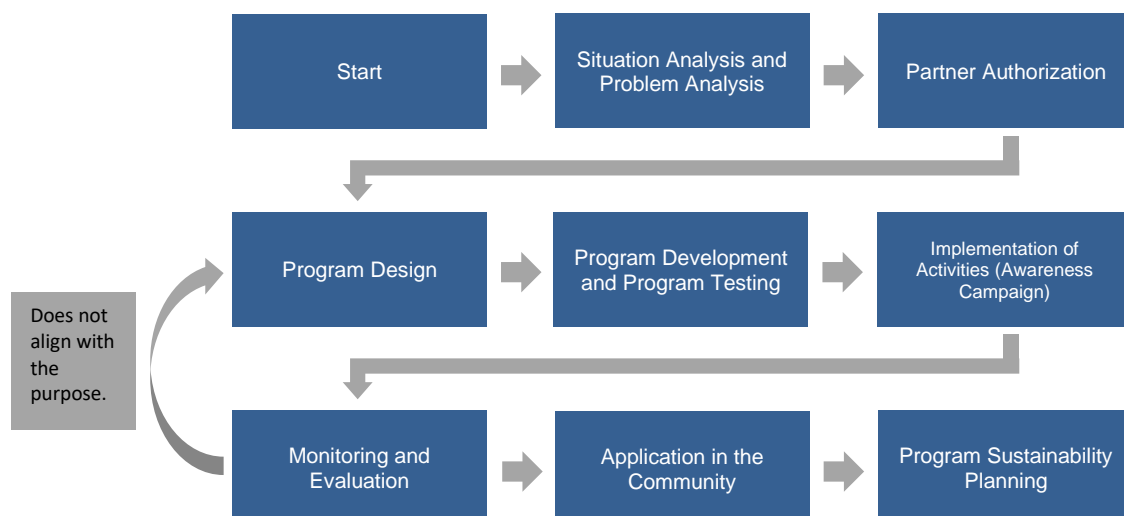 Start
Situation Analysis and
Problem Analysis
Partner Authorization
Program Design
Program Development
and Program Testing
Implementation of
Activities (Awareness
Campaign)
Does not
align with
the
purpose.
Monitoring and
Evaluation
Application in the
Community
Program Sustainability
Planning